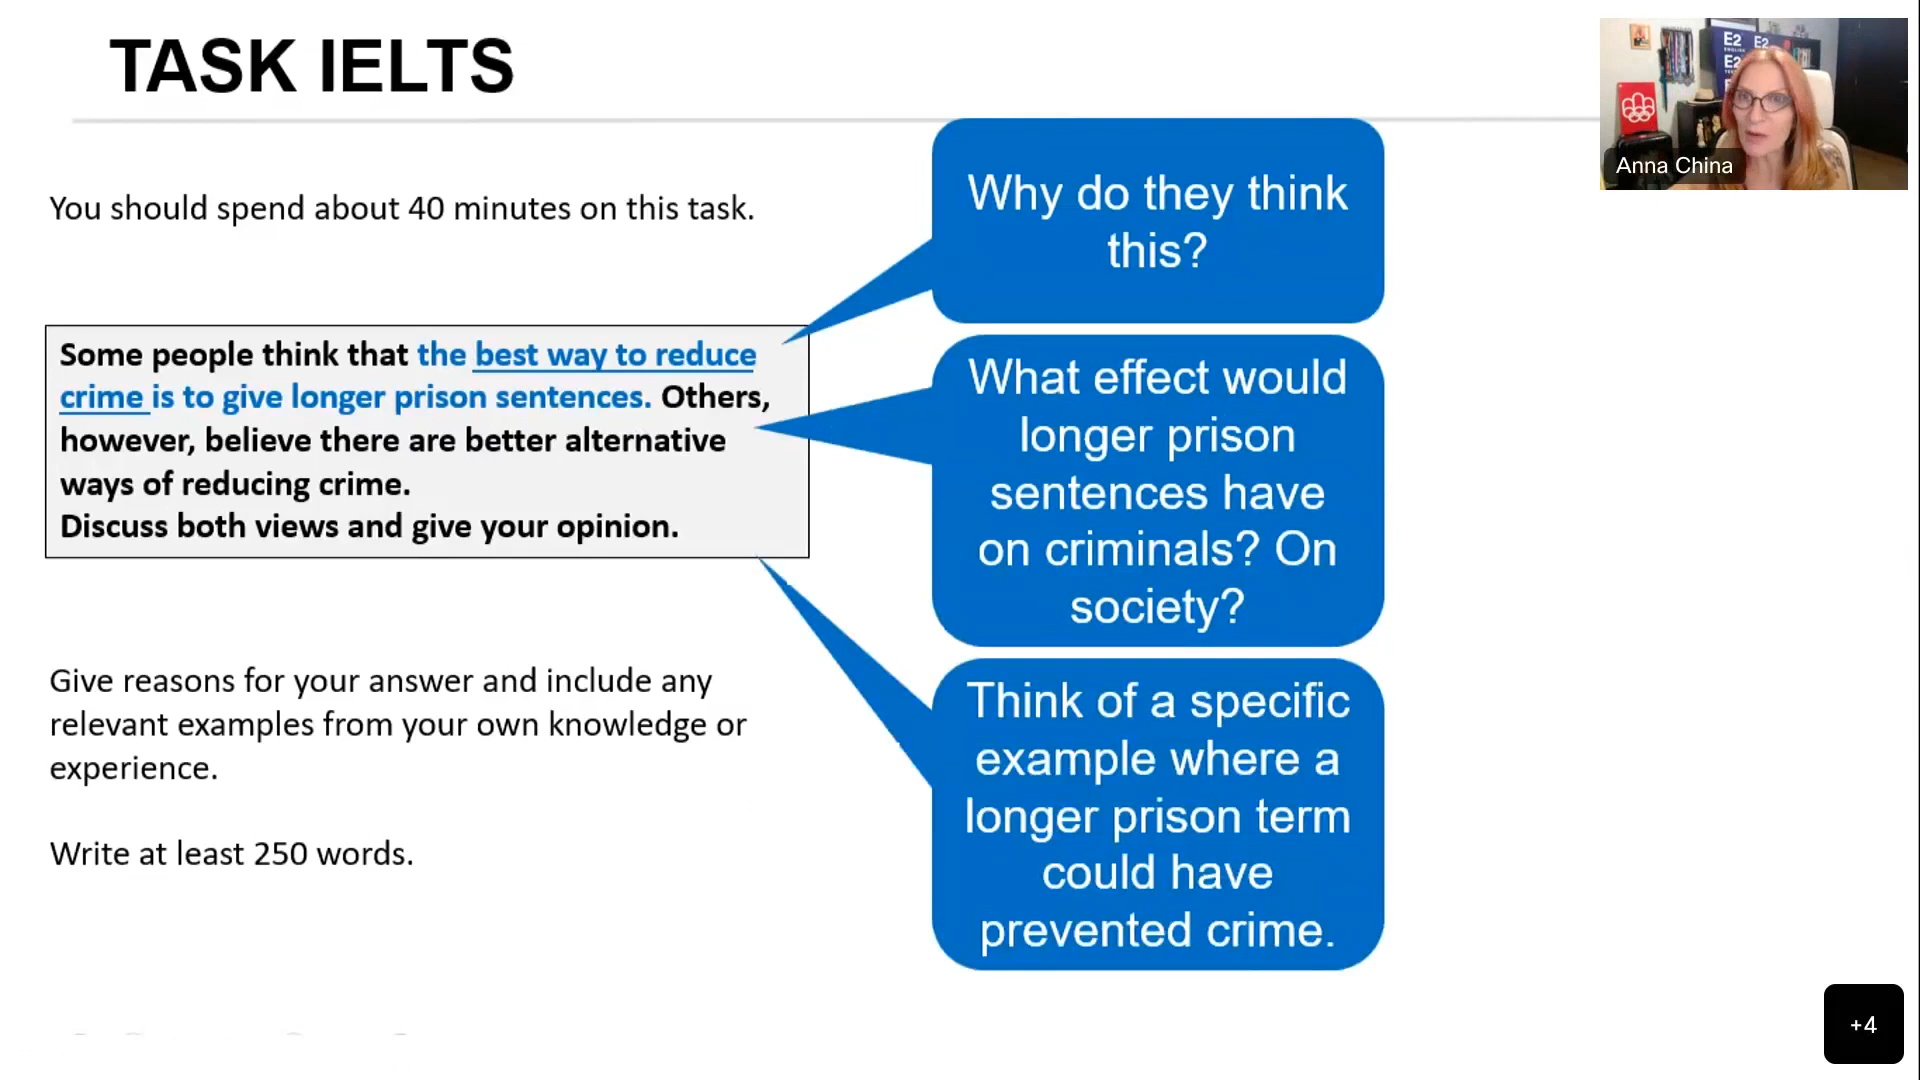 TASK IELTS
You should spend about 40 minutes on this task.
Some people think that the best way to reduce
crime is to give longer prison sentences. Others,
however, believe there are better alternative
ways of reducing crime.
Discuss both views and give your opinion.
Give reasons for your answer and include any
relevant examples from your own knowledge or
experience.
Write at least 250 words.
Why do they think
this?
What effect would
longer prison
sentences have
on criminals? On
society?
Think of a specific
example where a
longer prison term
could have
prevented crime.
E2
E2
E2
Anna China
+4